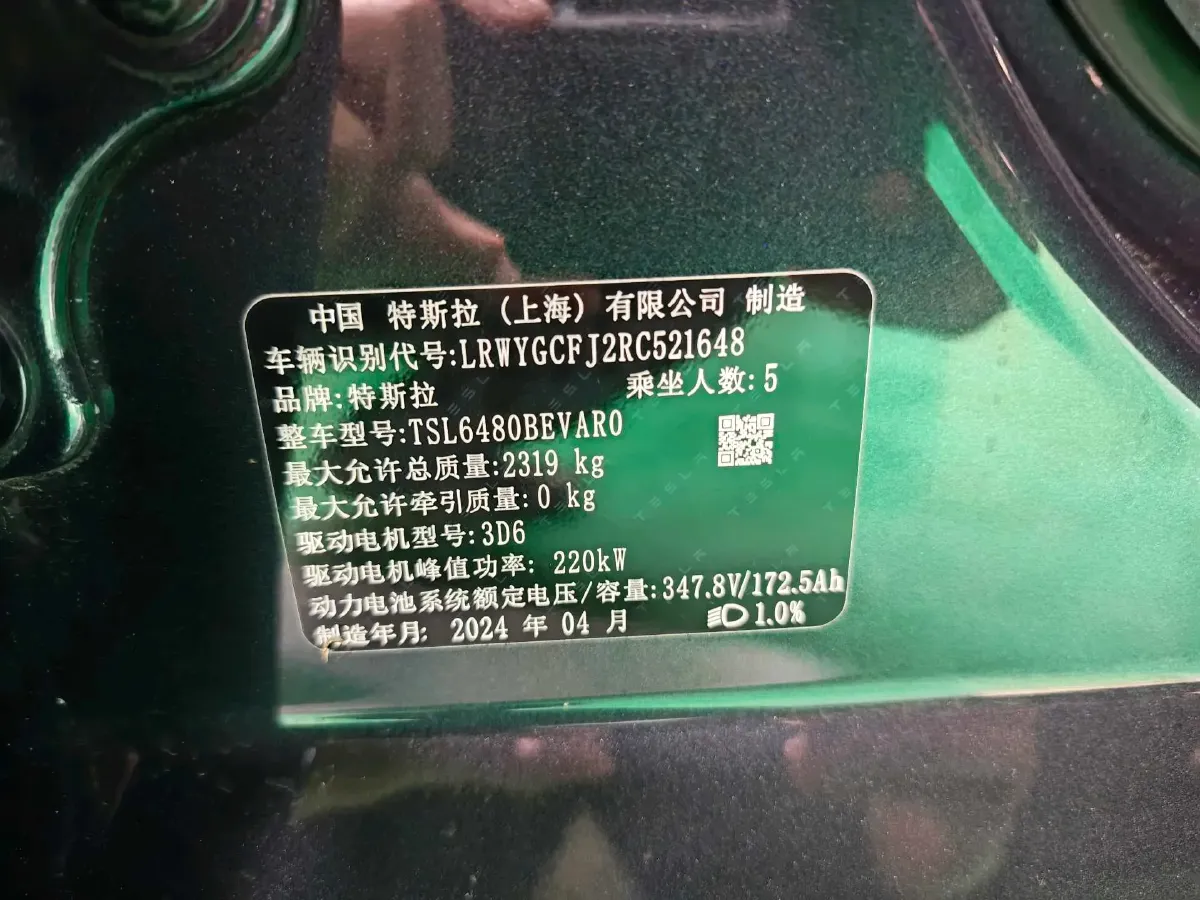 中国 特斯拉（上海）有限公司 制造
车辆识别代号:LRWYGCFJ2RC521648
品牌:特斯拉 乘坐人数:5
整车型号:TSL6480BEVAR0
最大允许总质量:2319 kg
最大允许牵引质量:0 kg
驱动电机型号:3D6
驱动电机峰值功率: 220kW
动力电池系统额定电压/容量:347.8V/172.5Ah
制造年月: 2024 年 04 月 1.0%